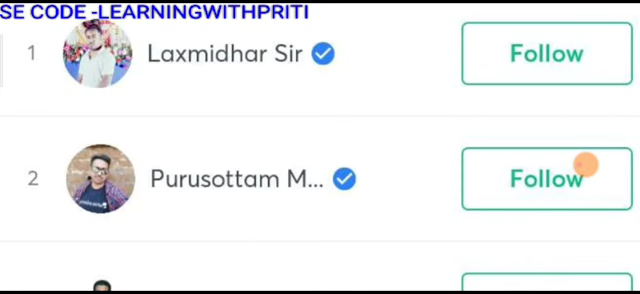 SE CODE -LEARNINGWITHPRITI
1 Laxmidhar Sir Follow
2 Purusottam M... Follow